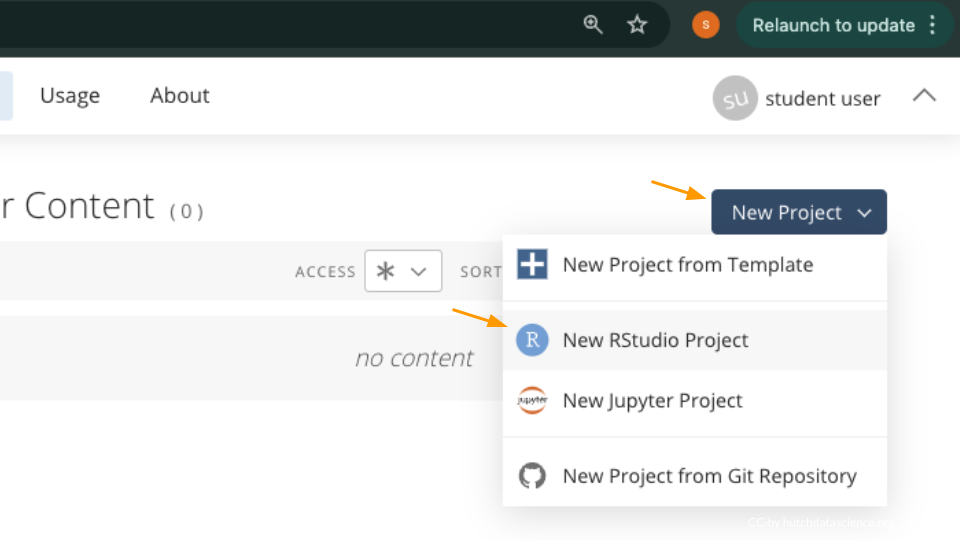 S
Relaunch to update
Usage About
su student user
r Content ( 0 )
New Project
ACCESS * SORT
New Project from Template
R New RStudio Project
no content
jupyter New Jupyter Project
New Project from Git Repository
CC-by hutchdatascience.org